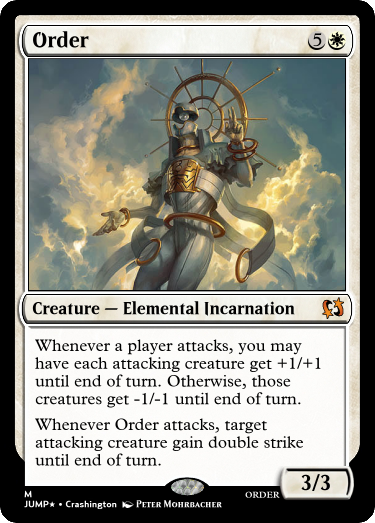 Order 5
Creature — Elemental Incarnation
Whenever a player attacks, you may
have each attacking creature get +1/+1
until end of turn. Otherwise, those
creatures get -1/-1 until end of turn.
Whenever Order attacks, target
attacking creature gain double strike
until end of turn.
3/3
M ORDER
JUMP★ • Crashington Peter Mohrbacher